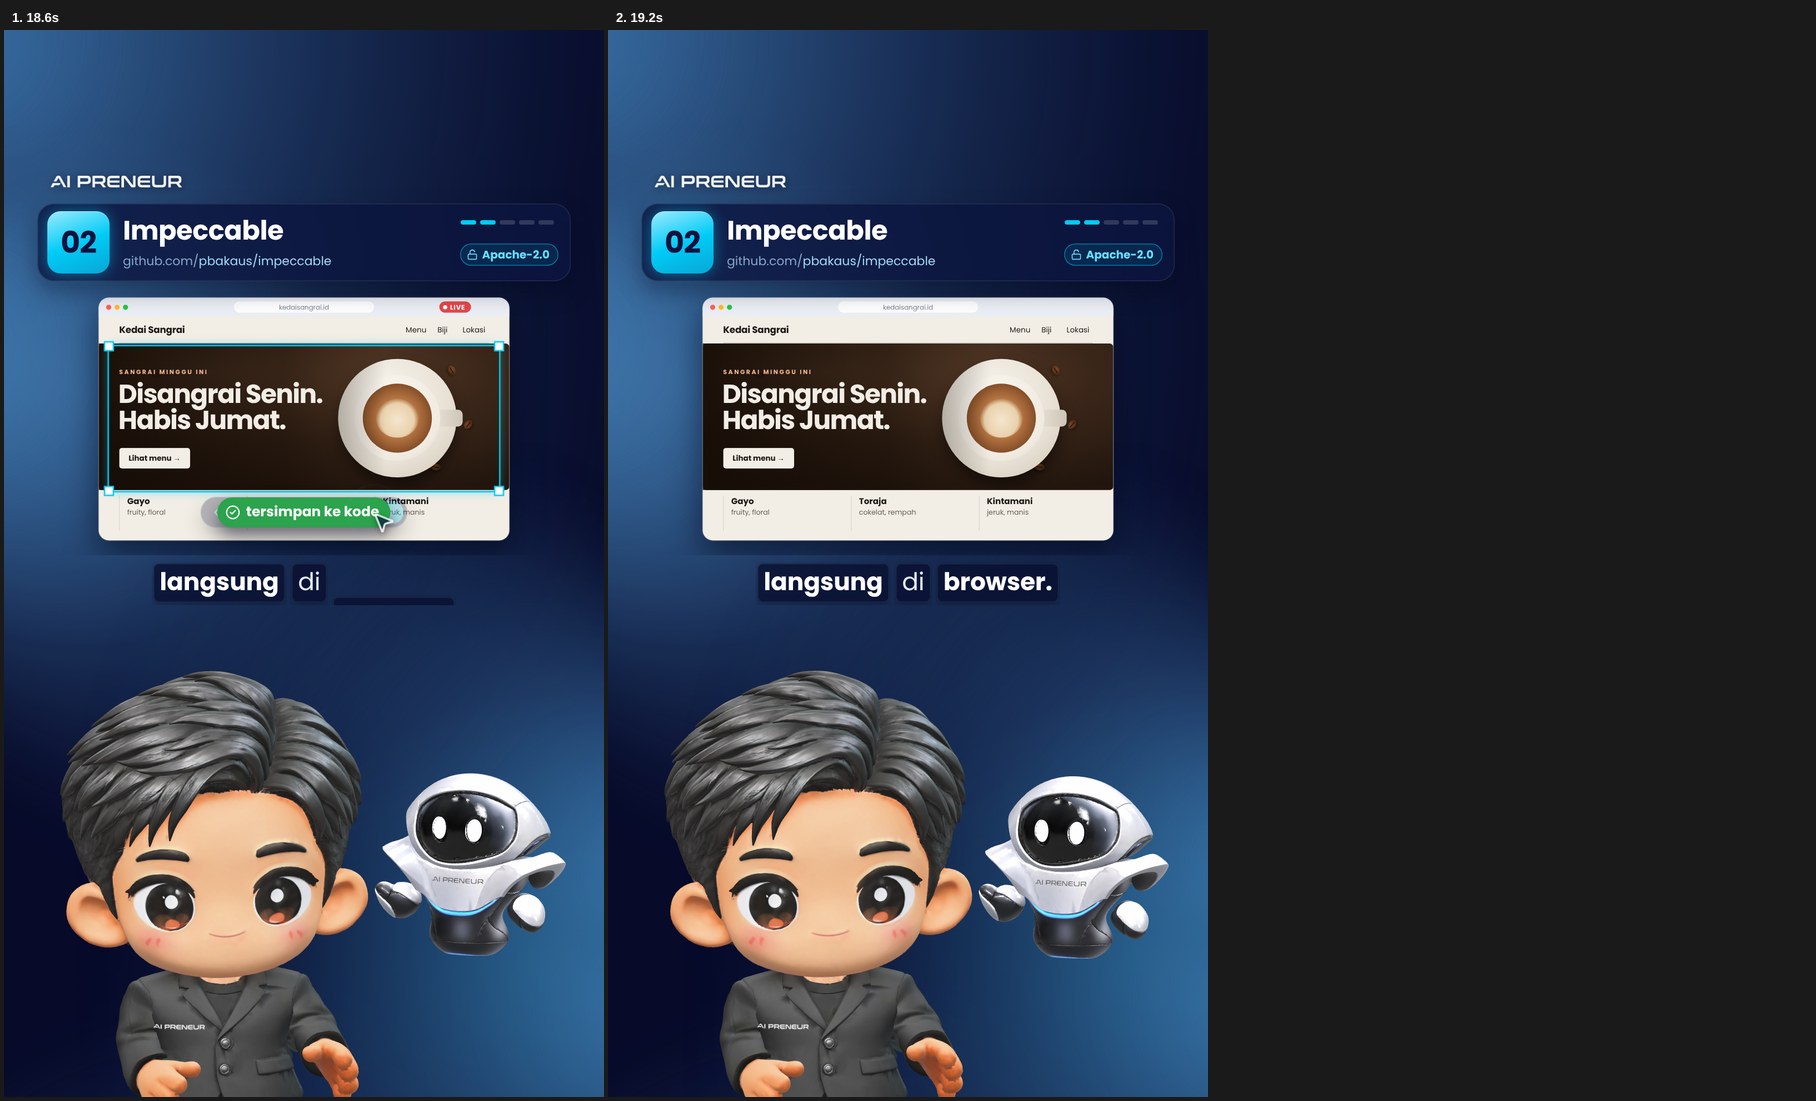 1. 18.6s
AI PRENEUR
02
Impeccable
github.com/pbakaus/impeccable
Apache-2.0
kedaisangrai.id
LIVE
Kedai Sangrai
Menu Biji Lokasi
SANGRAI MINGGU INI
Disangrai Senin.
Habis Jumat.
Lihat menu →
Gayo
fruity, floral
Kintamani
manis
tersimpan ke kode
langsung di
AI PRENEUR
AI PRENEUR
2. 19.2s
AI PRENEUR
02
Impeccable
github.com/pbakaus/impeccable
Apache-2.0
kedaisangrai.id
Kedai Sangrai
Menu Biji Lokasi
SANGRAI MINGGU INI
Disangrai Senin.
Habis Jumat.
Lihat menu →
Gayo
fruity, floral
Toraja
cokelat, rempah
Kintamani
jeruk, manis
langsung di browser.
AI PRENEUR
AI PRENEUR